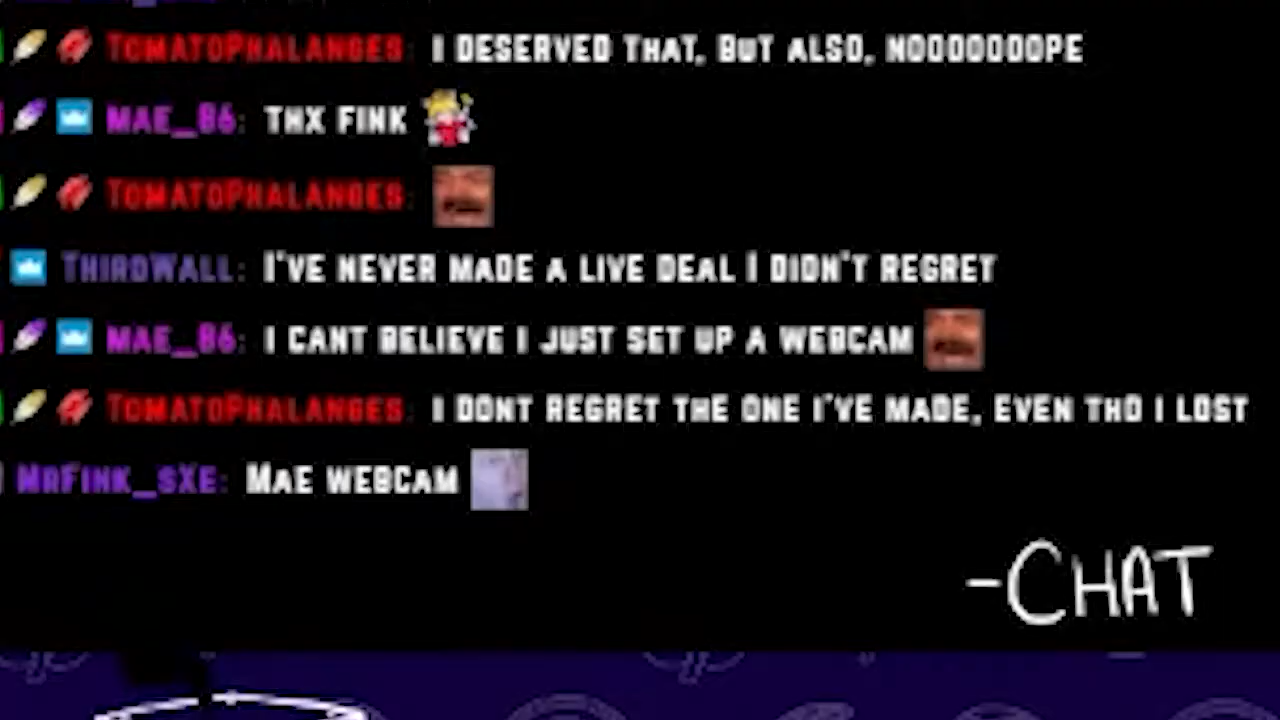 TomatoPhalanges: I deserved that, but also, nooooooope
mae_86: thx fink
TomatoPhalanges:
ThirdWall: I've never made a live deal I didn't regret
mae_86: i cant believe i just set up a webcam
TomatoPhalanges: i dont regret the one i've made, even tho i lost
MrFink_sXe: Mae webcam
-CHAT